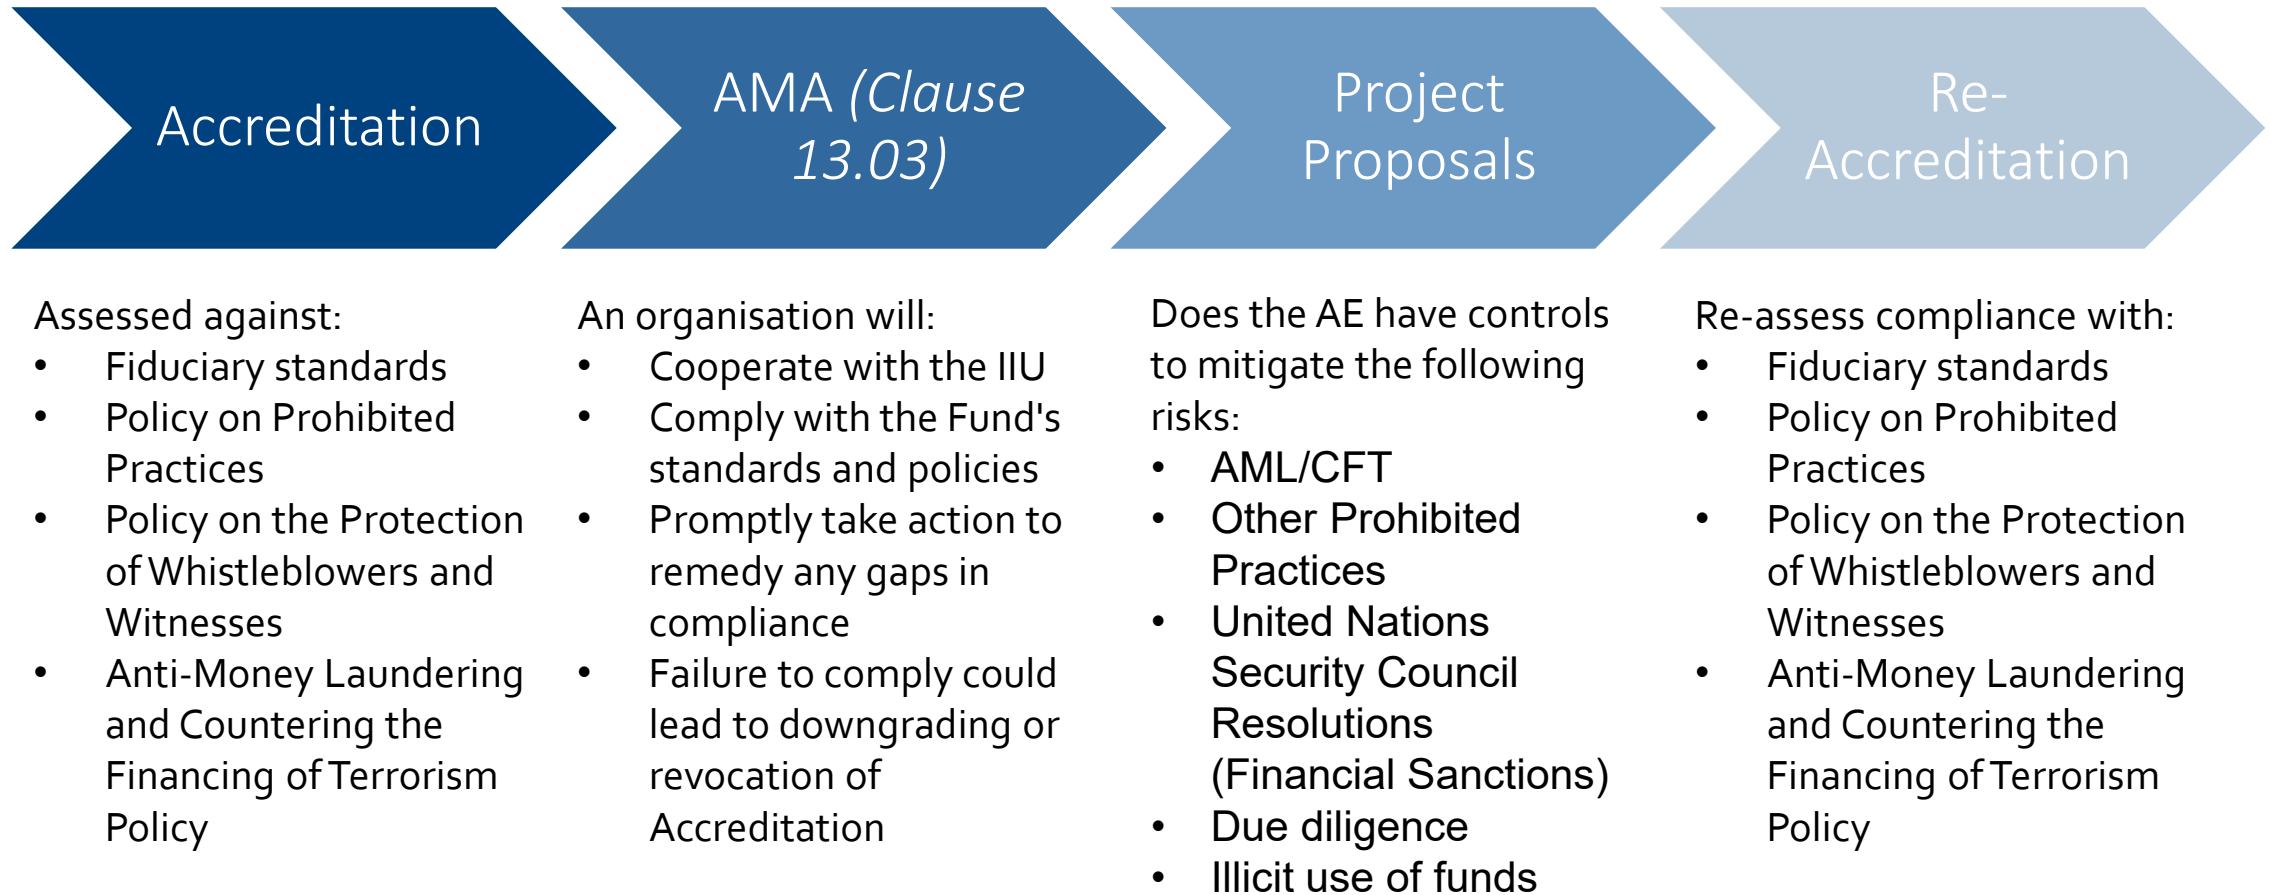 Accreditation
AMA (Clause
13.03)
Project
Proposals
Re-
Accreditation
Assessed against:
• Fiduciary standards
• Policy on Prohibited
Practices
• Policy on the Protection
of Whistleblowers and
Witnesses
• Anti-Money Laundering
and Countering the
Financing of Terrorism
Policy
An organisation will:
• Cooperate with the IIU
• Comply with the Fund's
standards and policies
• Promptly take action to
remedy any gaps in
compliance
• Failure to comply could
lead to downgrading or
revocation of
Accreditation
Does the AE have controls
to mitigate the following
risks:
• AML/CFT
• Other Prohibited
Practices
• United Nations
Security Council
Resolutions
(Financial Sanctions)
• Due diligence
• Illicit use of funds
Re-assess compliance with:
• Fiduciary standards
• Policy on Prohibited
Practices
• Policy on the Protection
of Whistleblowers and
Witnesses
• Anti-Money Laundering
and Countering the
Financing of Terrorism
Policy